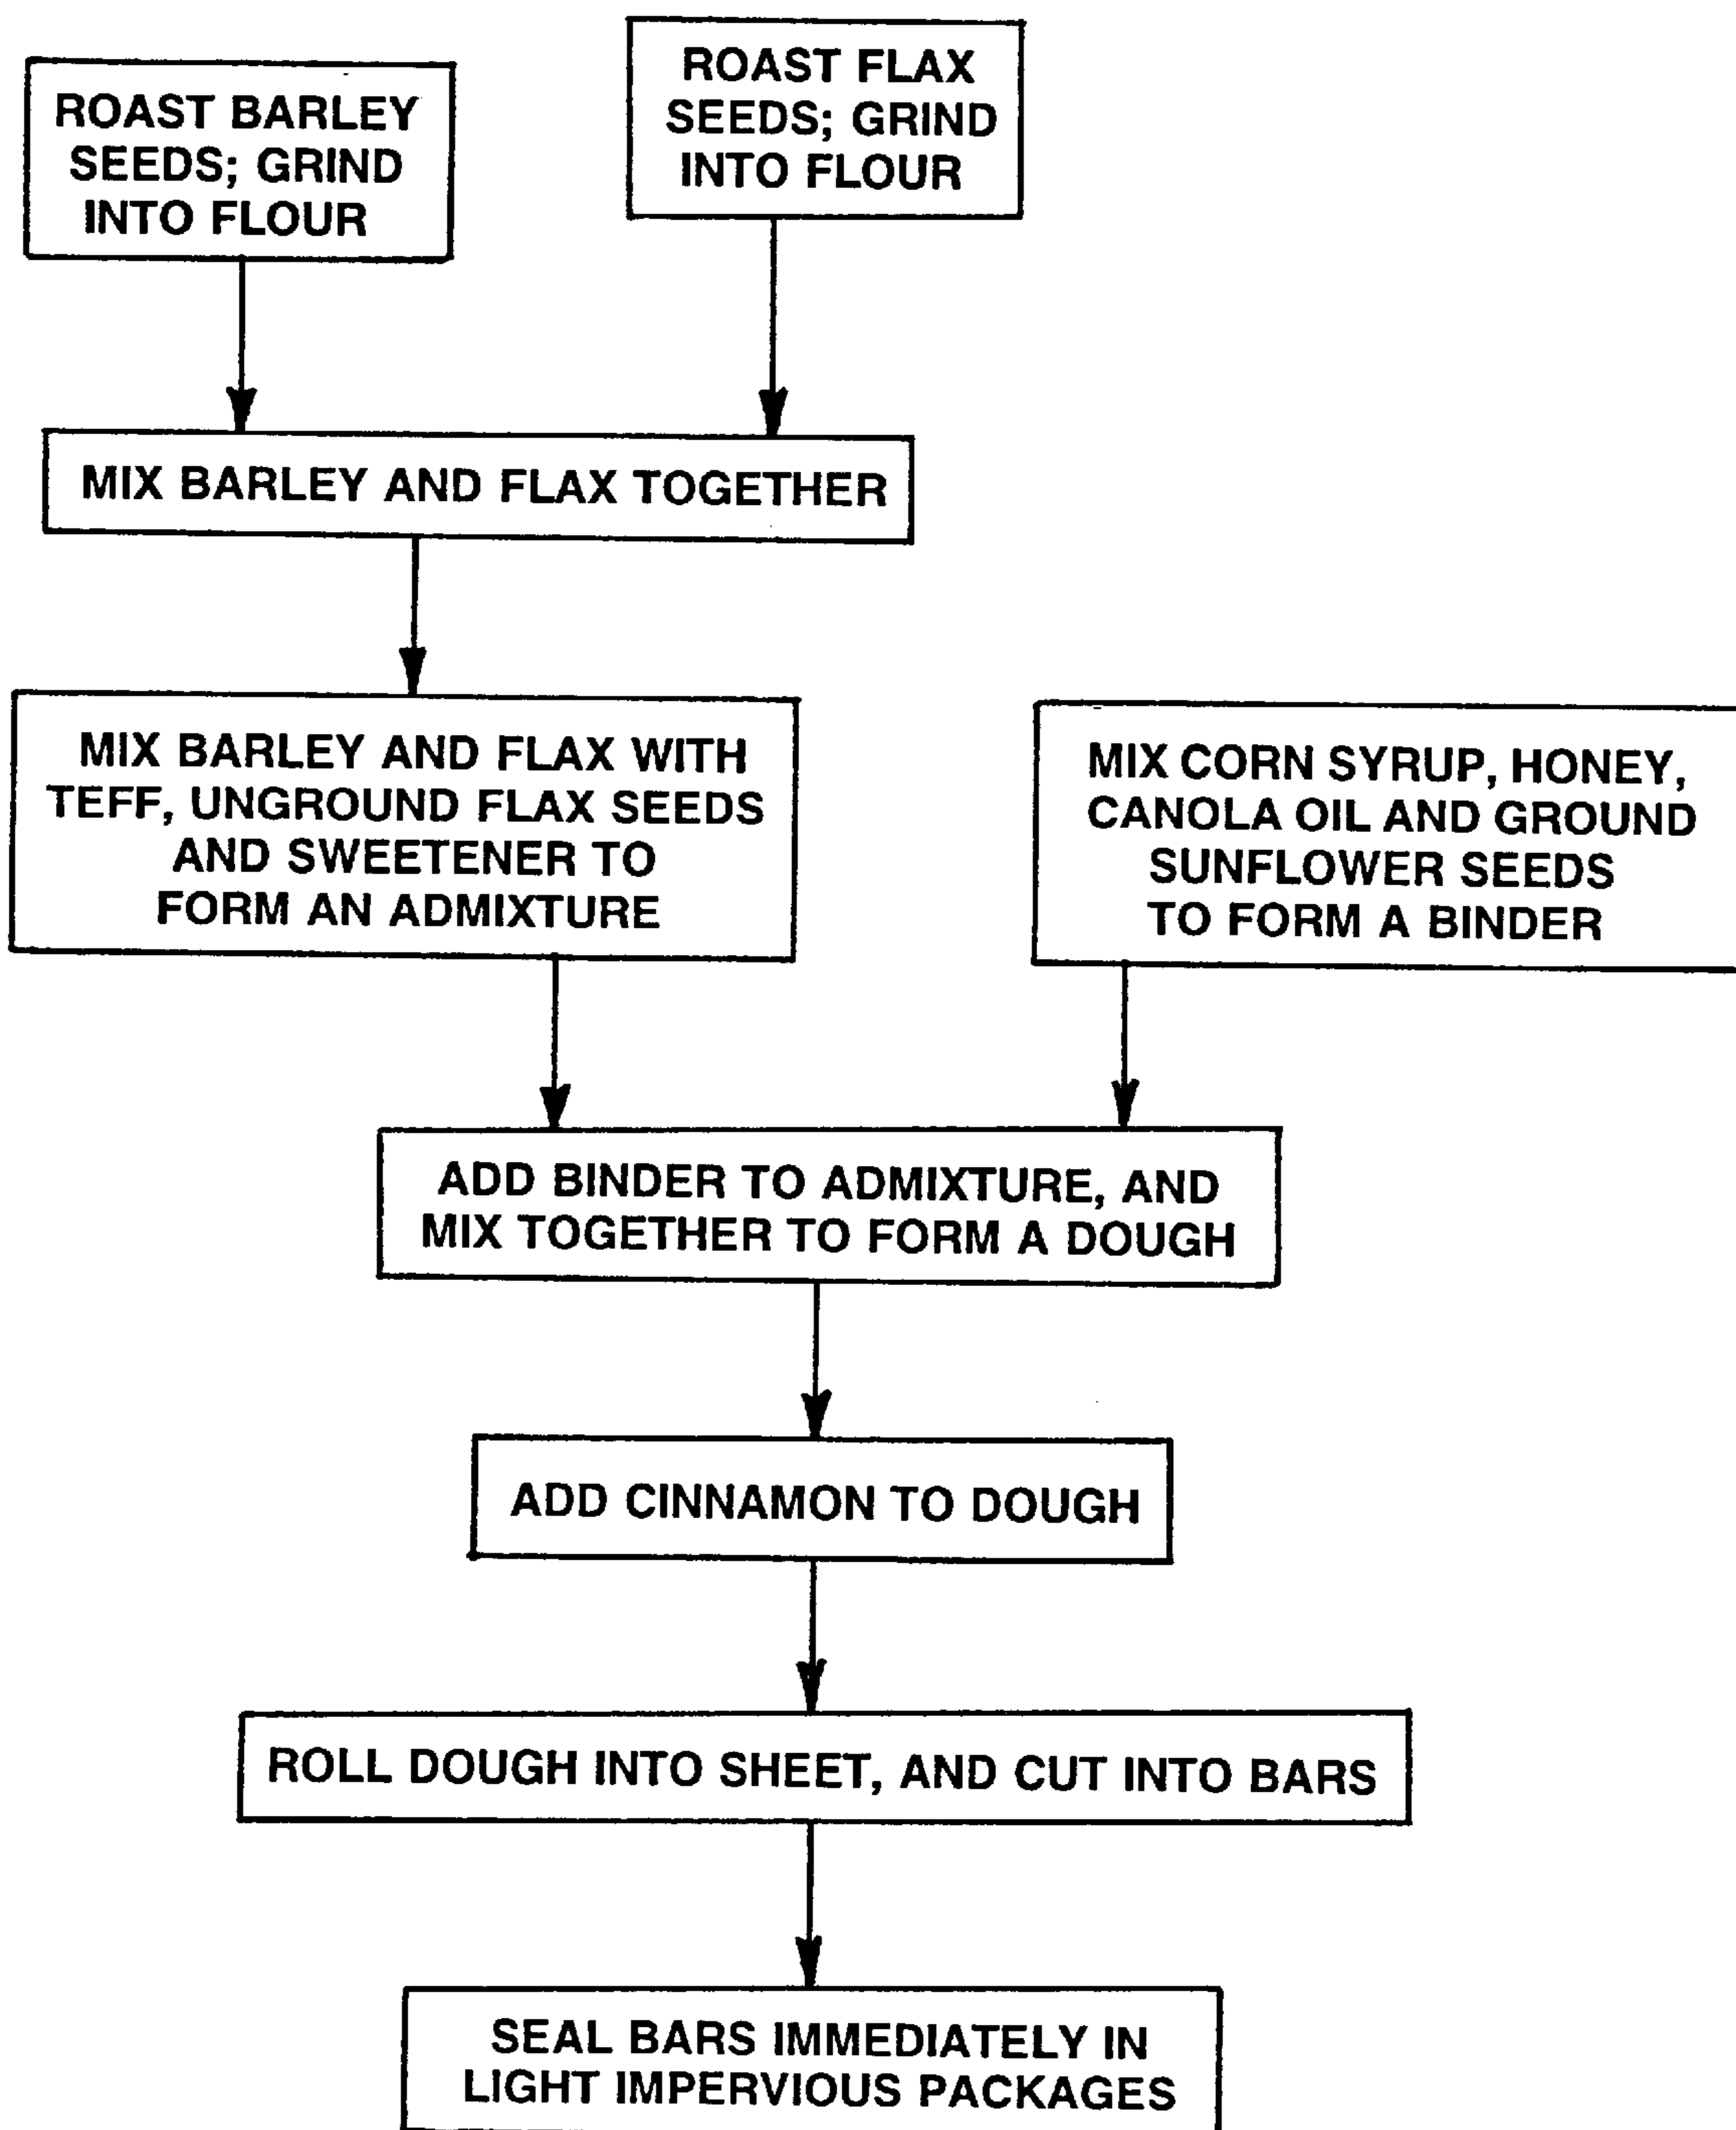 ROAST BARLEY
SEEDS; GRIND
INTO FLOUR
ROAST FLAX
SEEDS; GRIND
INTO FLOUR
MIX BARLEY AND FLAX TOGETHER
MIX BARLEY AND FLAX WITH
TEFF, UNGROUND FLAX SEEDS
AND SWEETENER TO
FORM AN ADMIXTURE
MIX CORN SYRUP, HONEY,
CANOLA OIL AND GROUND
SUNFLOWER SEEDS
TO FORM A BINDER
ADD BINDER TO ADMIXTURE, AND
MIX TOGETHER TO FORM A DOUGH
ADD CINNAMON TO DOUGH
ROLL DOUGH INTO SHEET, AND CUT INTO BARS
SEAL BARS IMMEDIATELY IN
LIGHT IMPERVIOUS PACKAGES